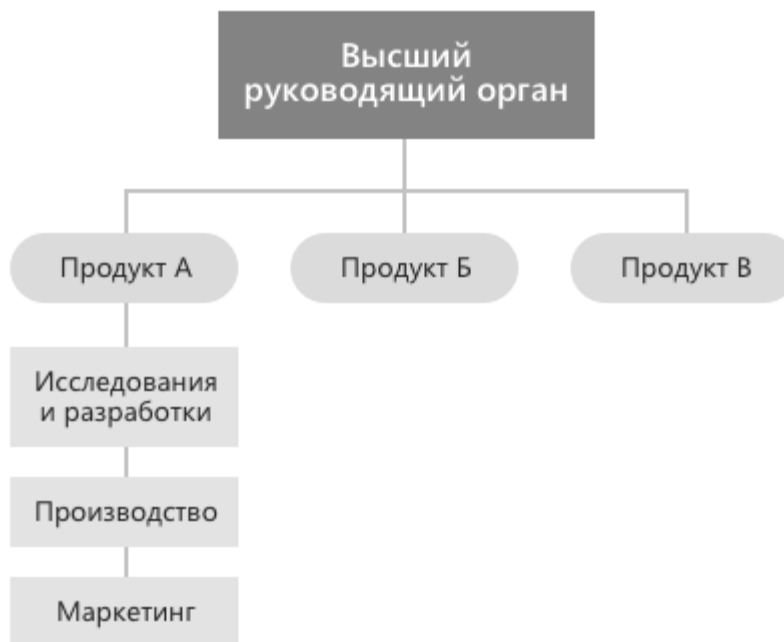 Высший
руководящий орган
Продукт А
Продукт Б
Продукт В
Исследования
и разработки
Производство
Маркетинг